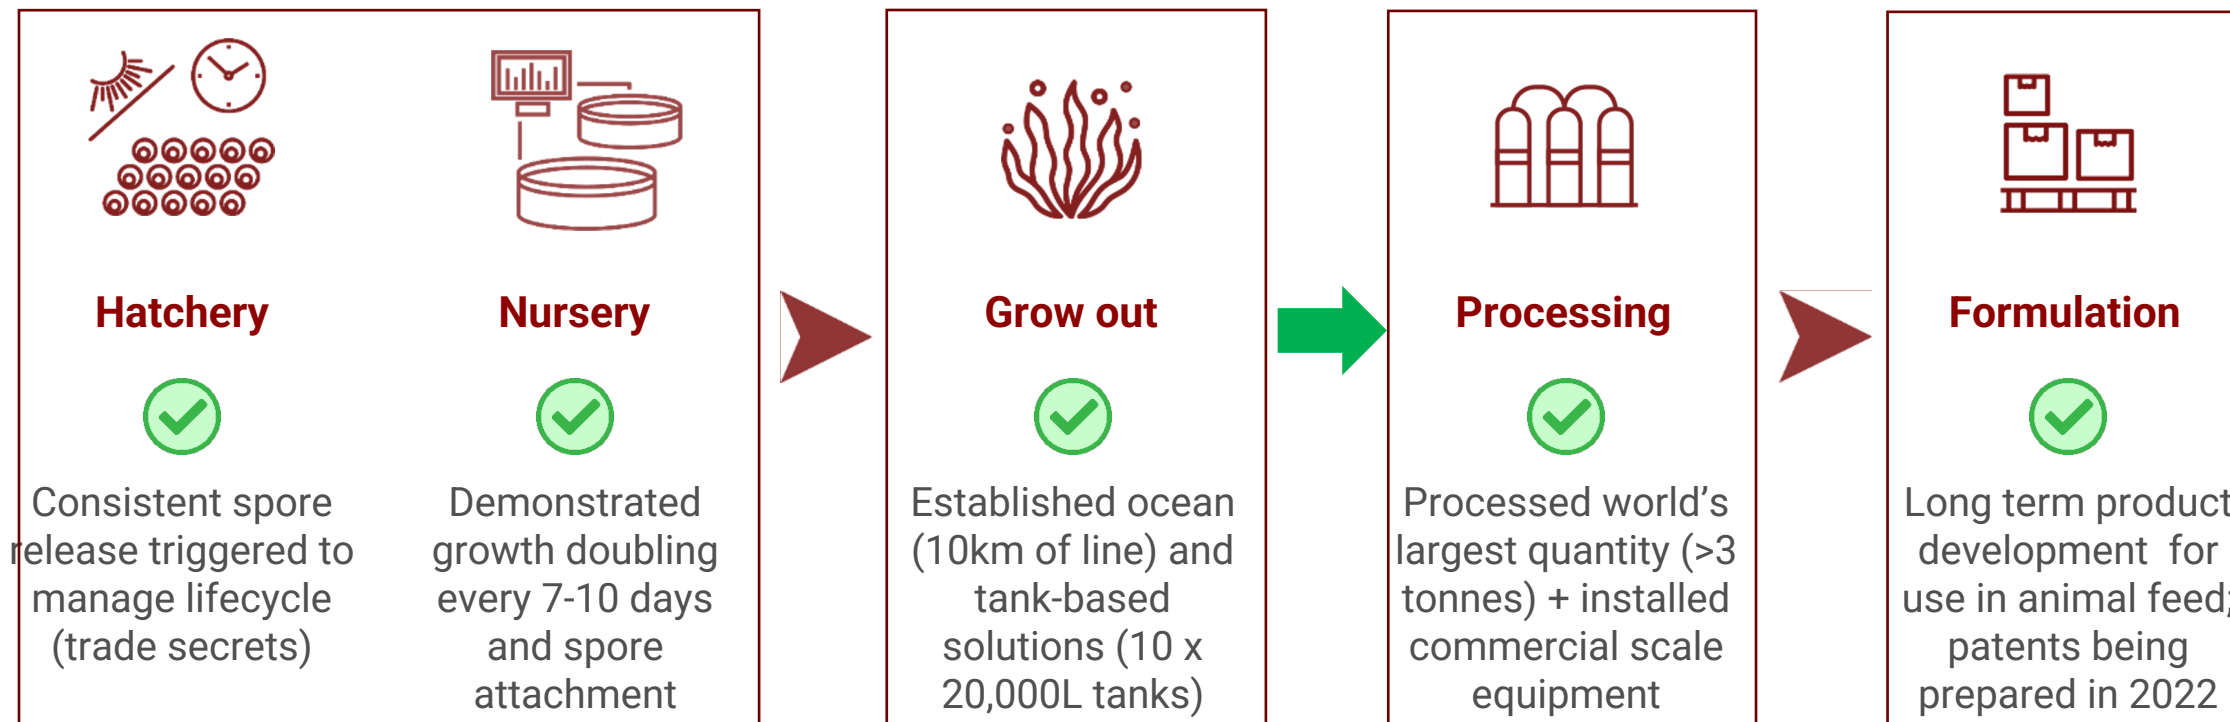 Hatchery
Consistent spore
release triggered to
manage lifecycle
(trade secrets)
Nursery
Demonstrated
growth doubling
every 7-10 days
and spore
attachment
Grow out
Established ocean
(10km of line) and
tank-based
solutions (10 x
20,000L tanks)
Processing
Processed world’s
largest quantity (>3
tonnes) + installed
commercial scale
equipment
Formulation
Long term product
development for
use in animal feed;
patents being
prepared in 2022